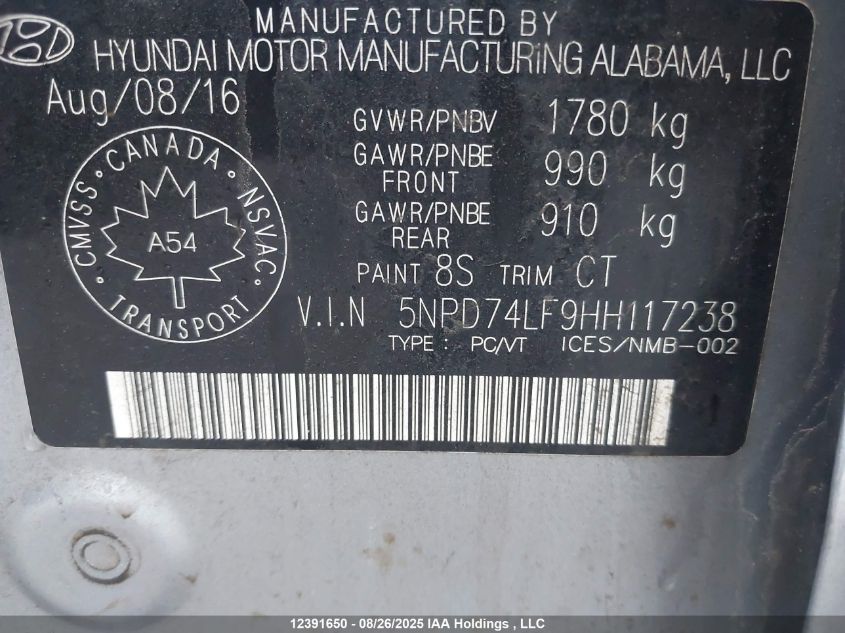 MANUFACTURED BY
HYUNDAI MOTOR MANUFACTURING ALABAMA, LLC
Aug/08/16
GVWR/PNBV 1780 kg
GAWR/PNBE FRONT 990 kg
GAWR/PNBE REAR 910 kg
CMVSS • CANADA • NSVAC • TRANSPORT •
A54
PAINT 8S TRIM CT
V.I.N 5NPD74LF9HH117238
TYPE : PC/VT ICES/NMB-002
12391650 - 08/26/2025 IAA Holdings , LLC